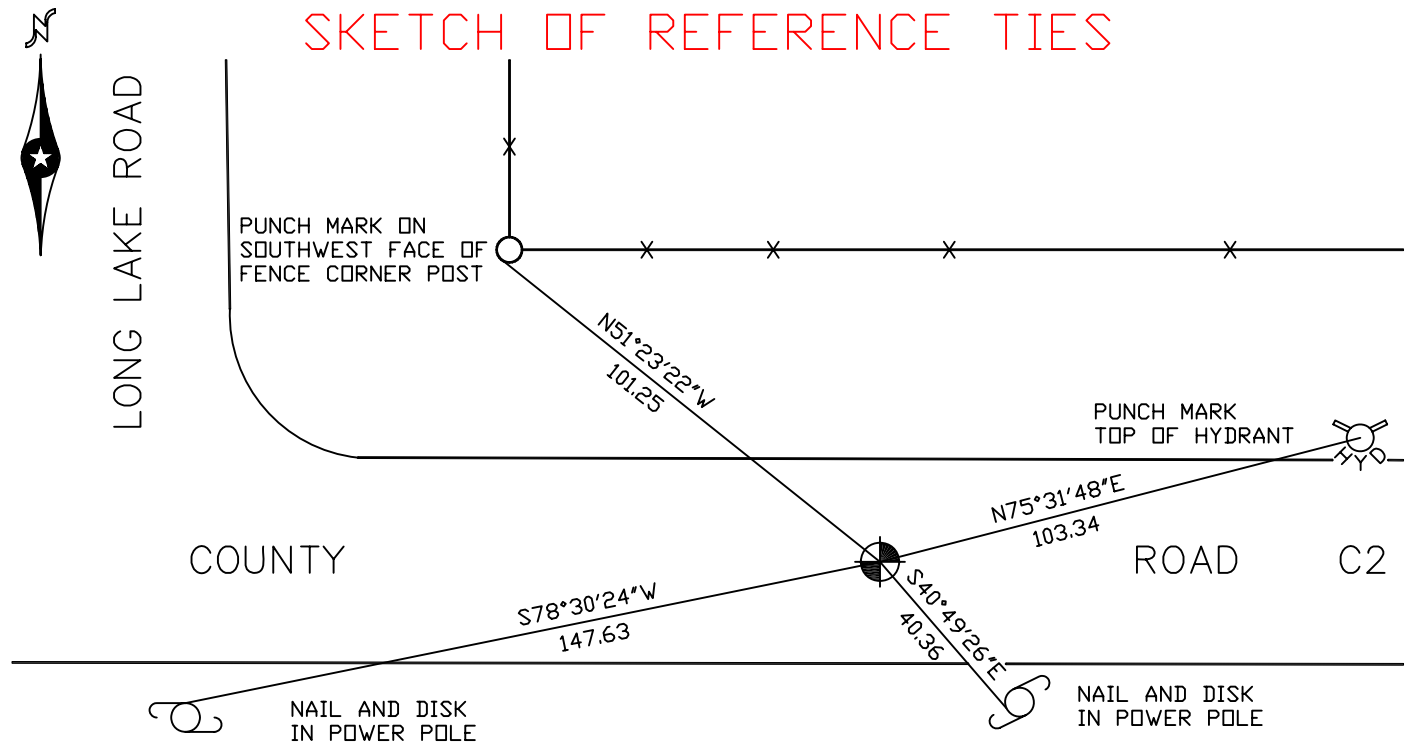 N
SKETCH OF REFERENCE TIES
LONG LAKE ROAD
PUNCH MARK ON
SOUTHWEST FACE OF
FENCE CORNER POST
N51°23'22"W
101.25
PUNCH MARK
TOP OF HYDRANT
HYD
N75°31'48"E
103.34
COUNTY ROAD C2
S78°30'24"W
147.63
S40°49'26"E
40.36
NAIL AND DISK
IN POWER POLE
NAIL AND DISK
IN POWER POLE